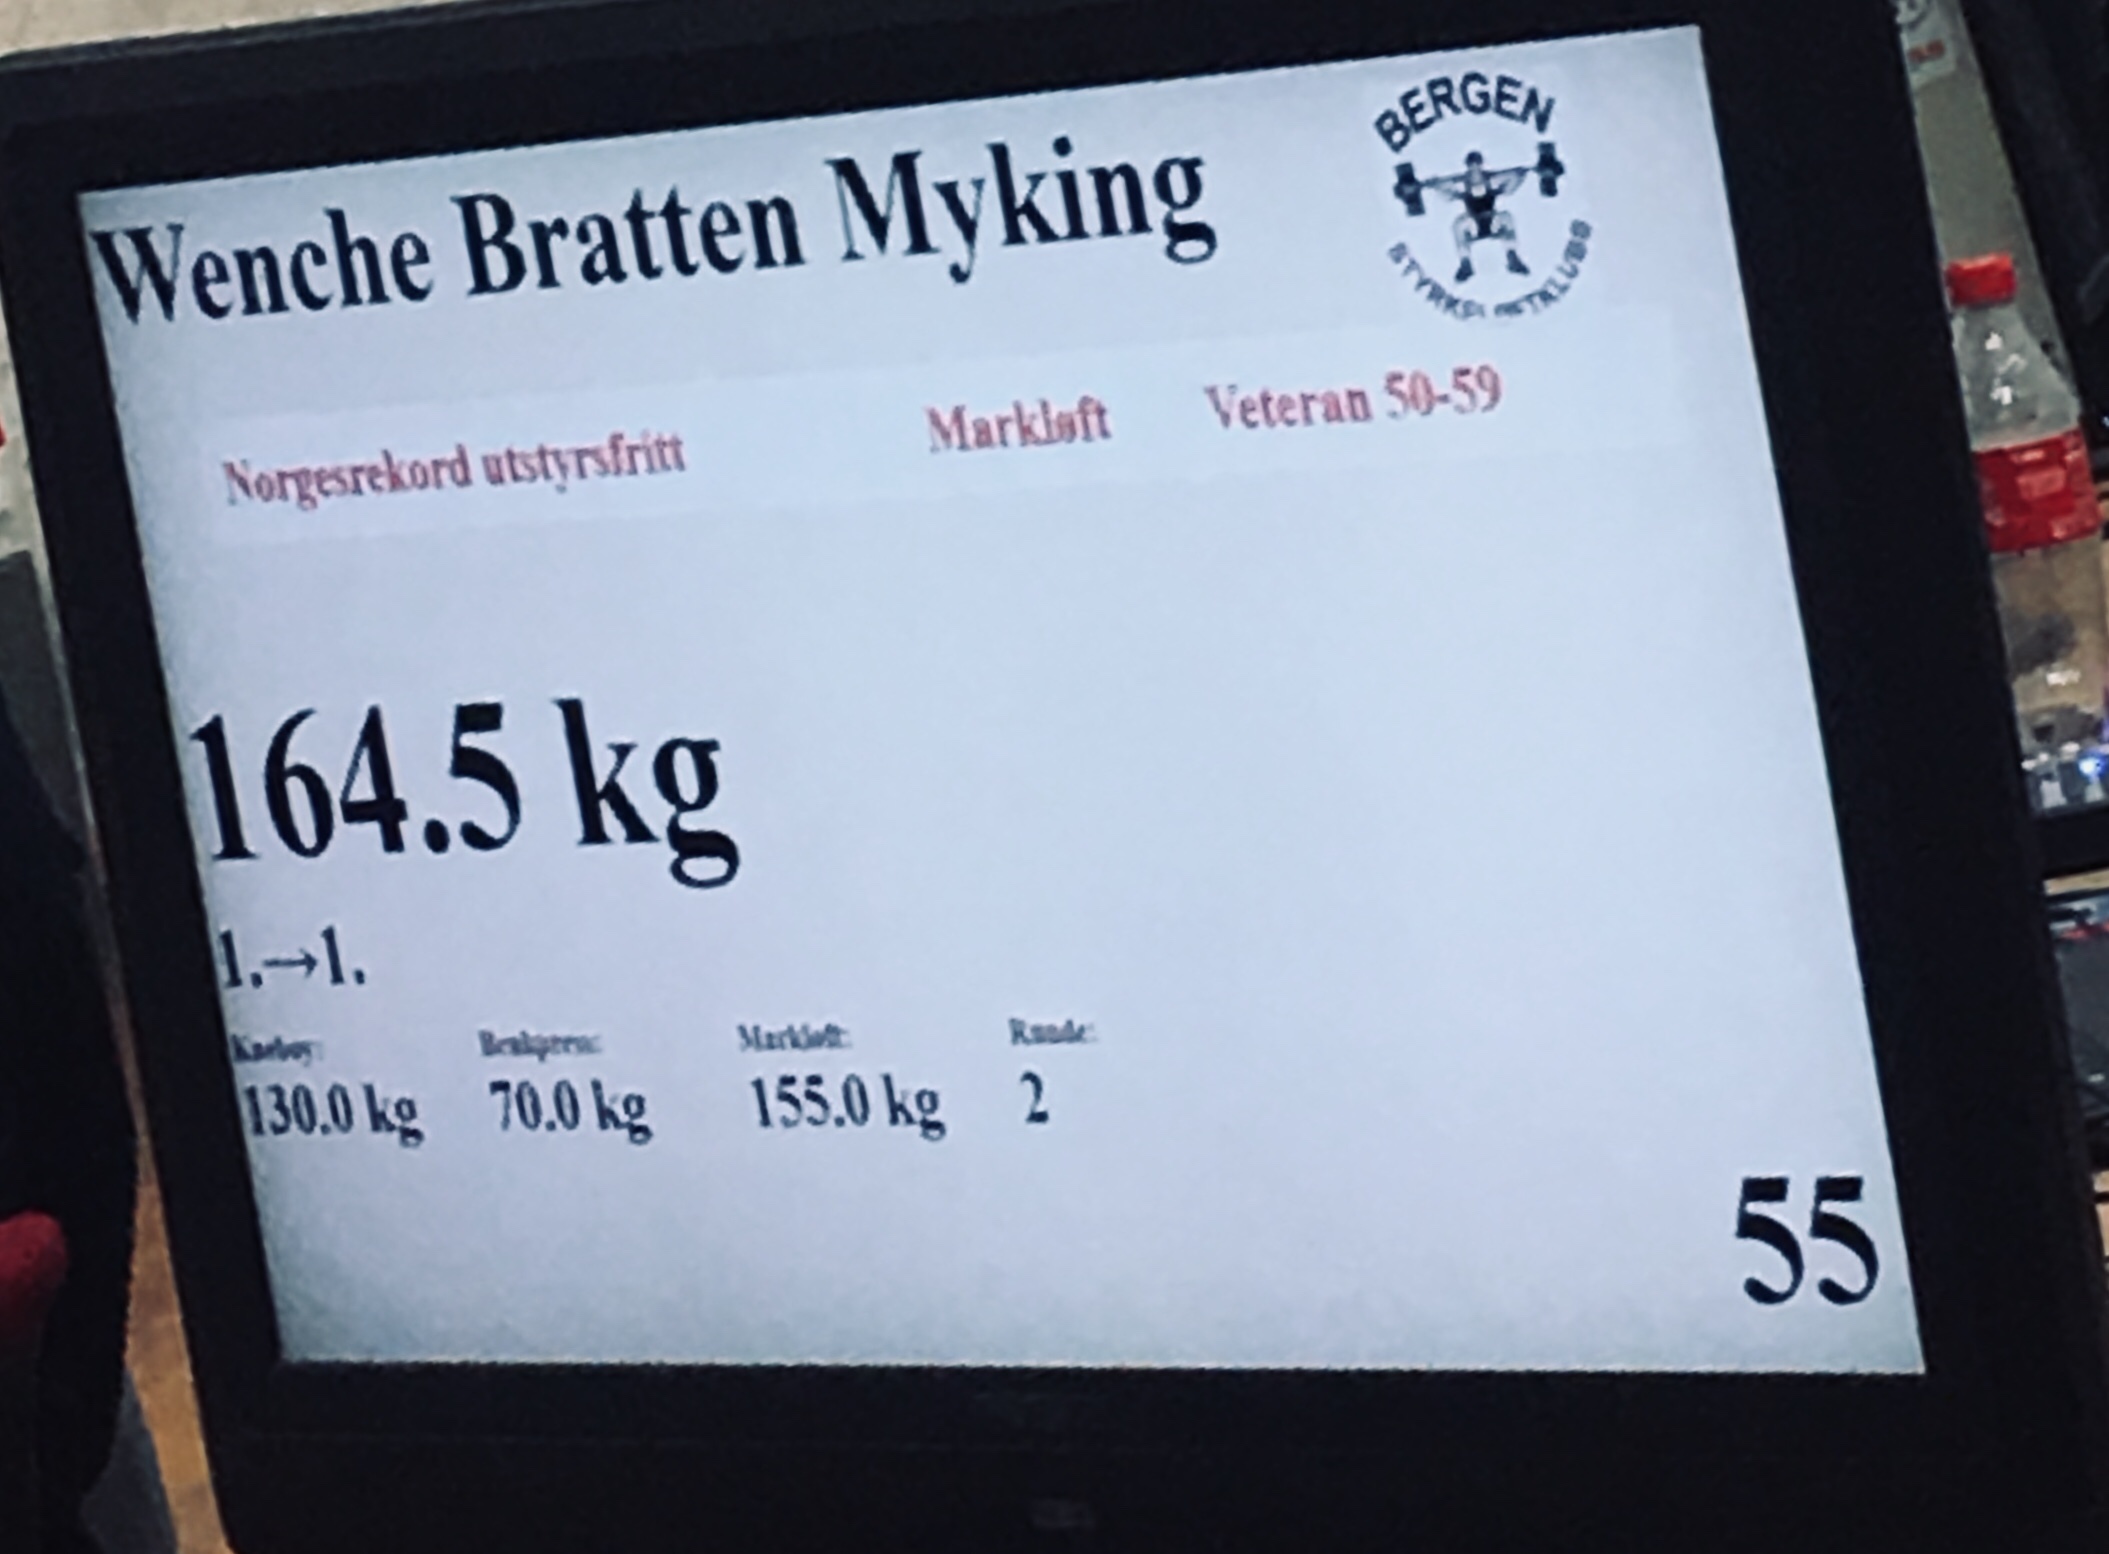 Wenche Bratten Myking
BERGEN
Norgesrekord utstyrsfritt Markløft Veteran 50-59
164.5 kg
1.→1.
Knebøy: Benkpress: Markløft: Runde:
130.0 kg 70.0 kg 155.0 kg 2
55